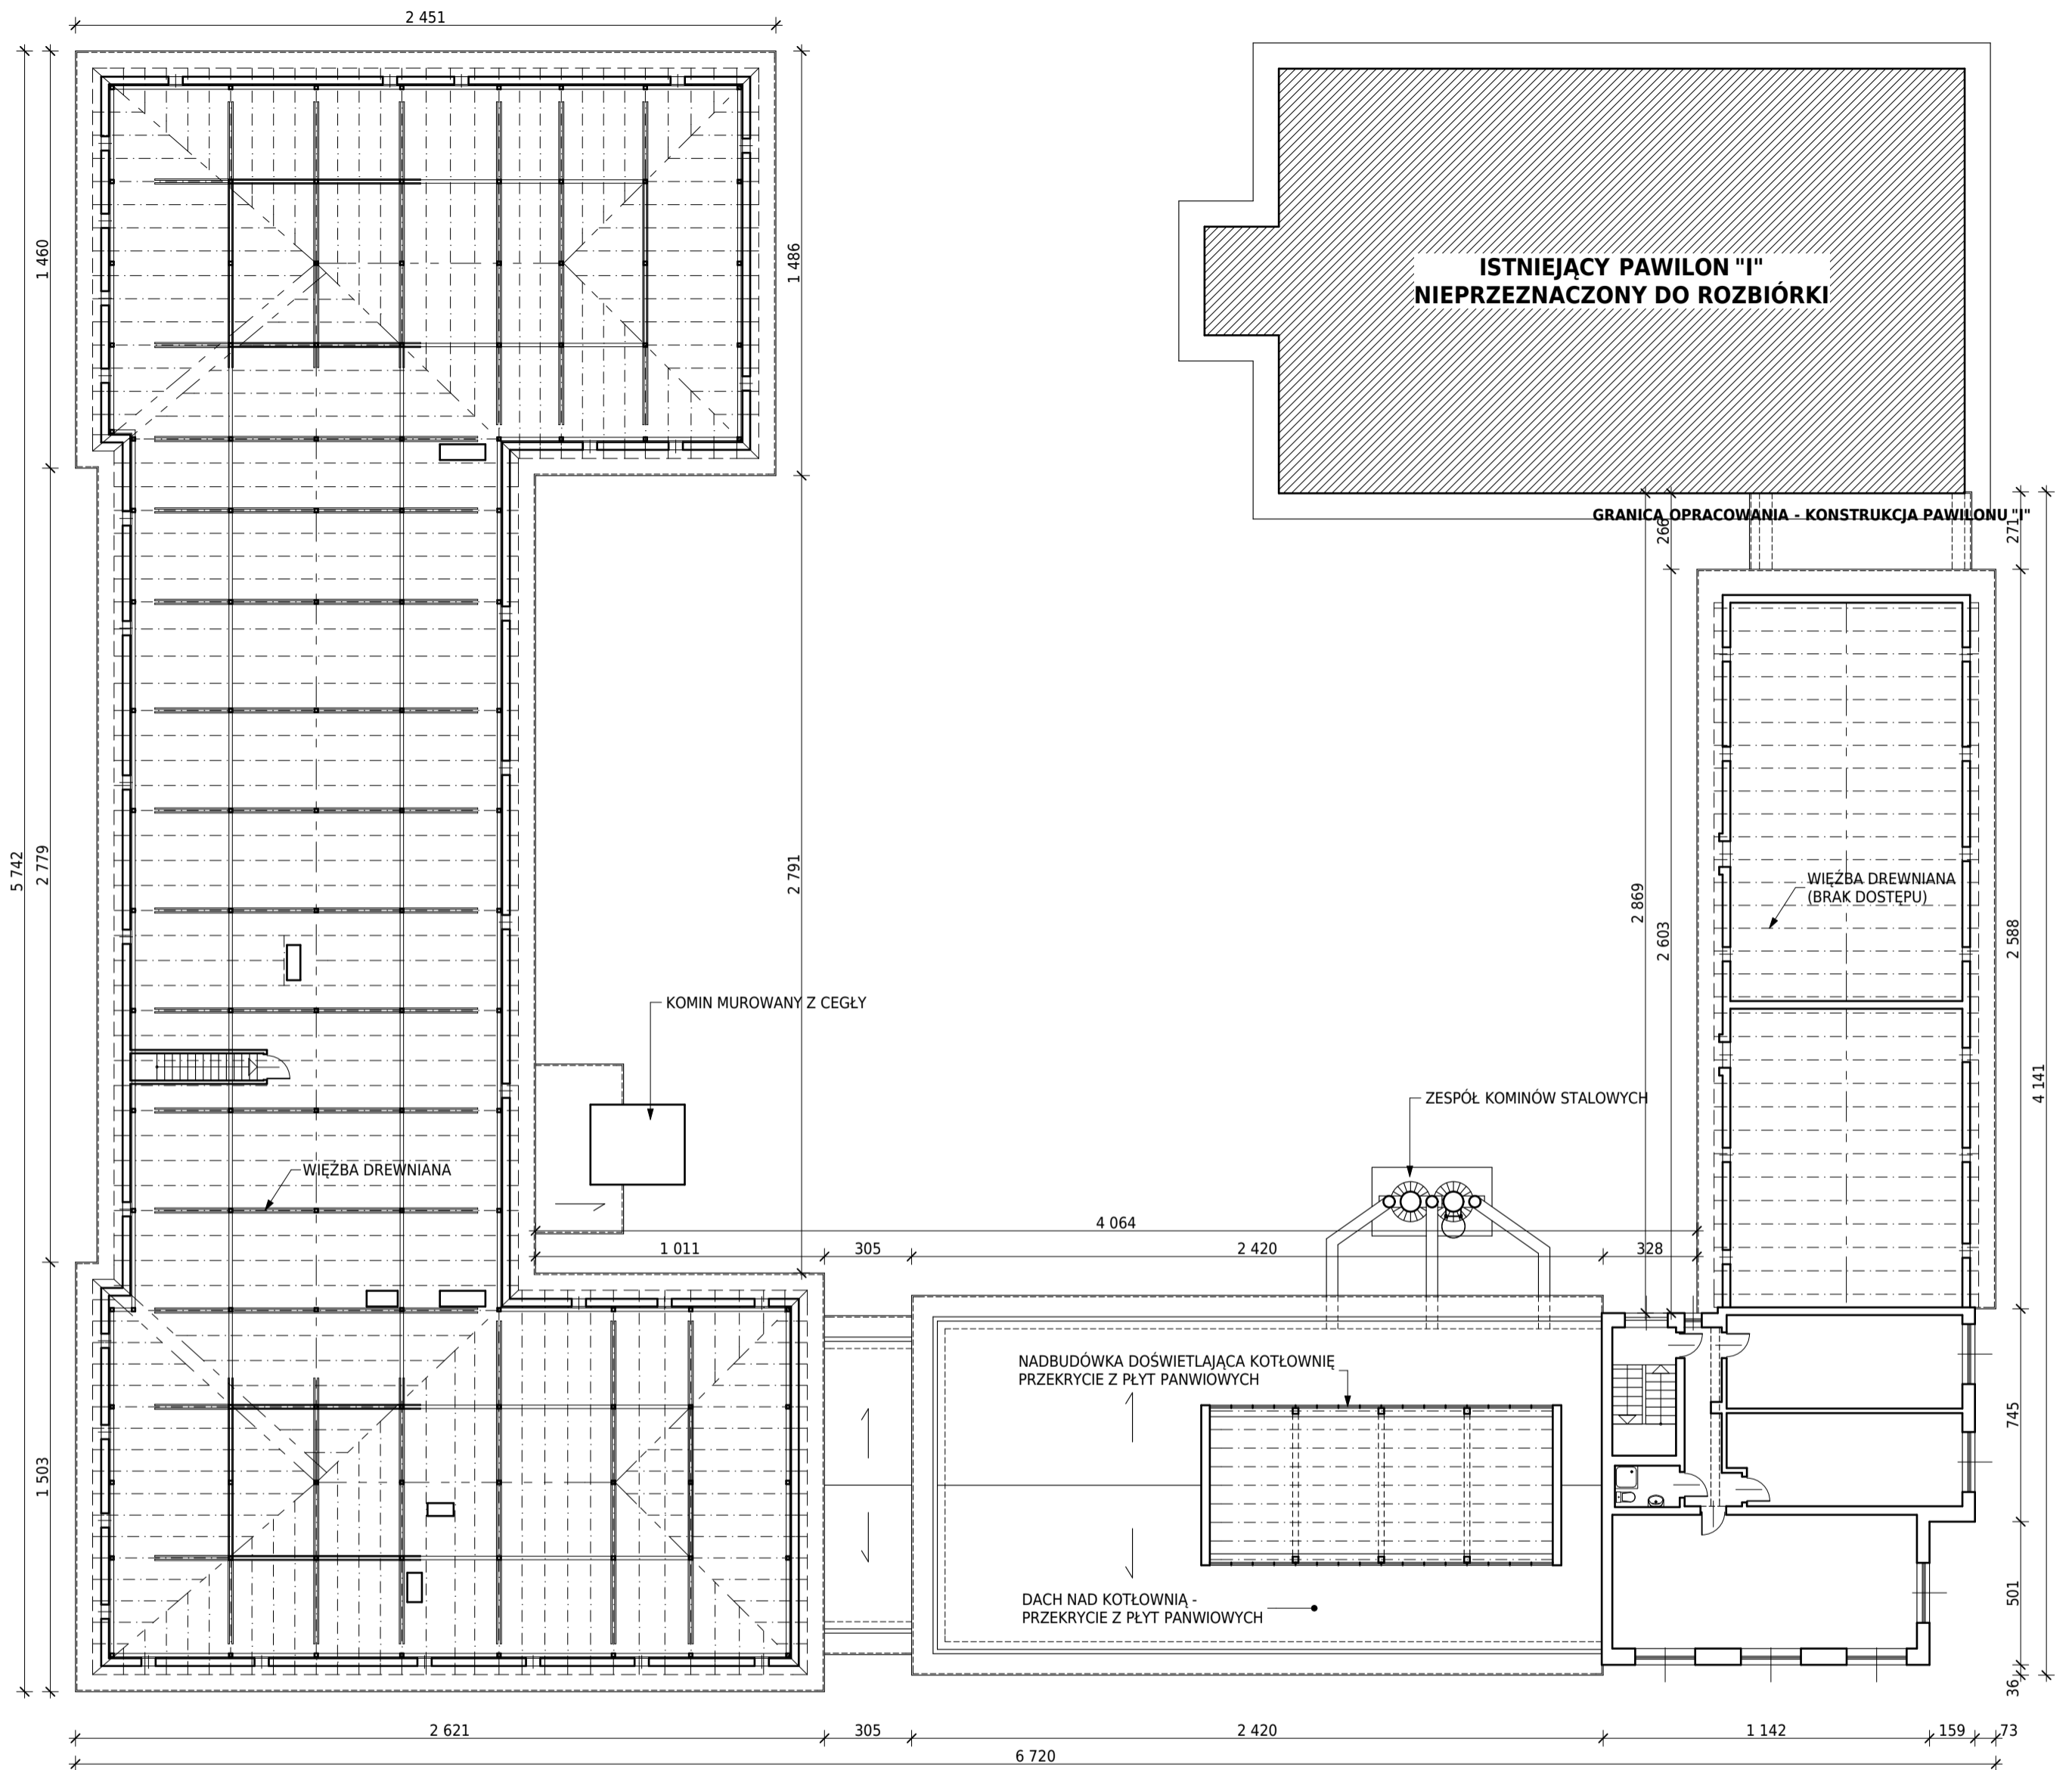 2 451
ISTNIEJĄCY PAWILON "I"
NIEPRZEZNACZONY DO ROZBIÓRKI
1 460
1 486
GRANICA OPRACOWANIA - KONSTRUKCJA PAWILONU "I"
266
271
5 742
2 779
2 791
2 869
2 603
WIĘŹBA DREWNIANA
(BRAK DOSTĘPU)
2 588
4 141
KOMIN MUROWANY Z CEGŁY
ZESPÓŁ KOMINÓW STALOWYCH
WIĘŹBA DREWNIANA
4 064
1 011
305
2 420
328
NADBUDÓWKA DOŚWIETLAJĄCA KOTŁOWNIĘ
PRZEKRYCIE Z PŁYT PANWIOWYCH
745
1 503
DACH NAD KOTŁOWNIĄ -
PRZEKRYCIE Z PŁYT PANWIOWYCH
501
36
2 621
305
2 420
1 142
159
73
6 720